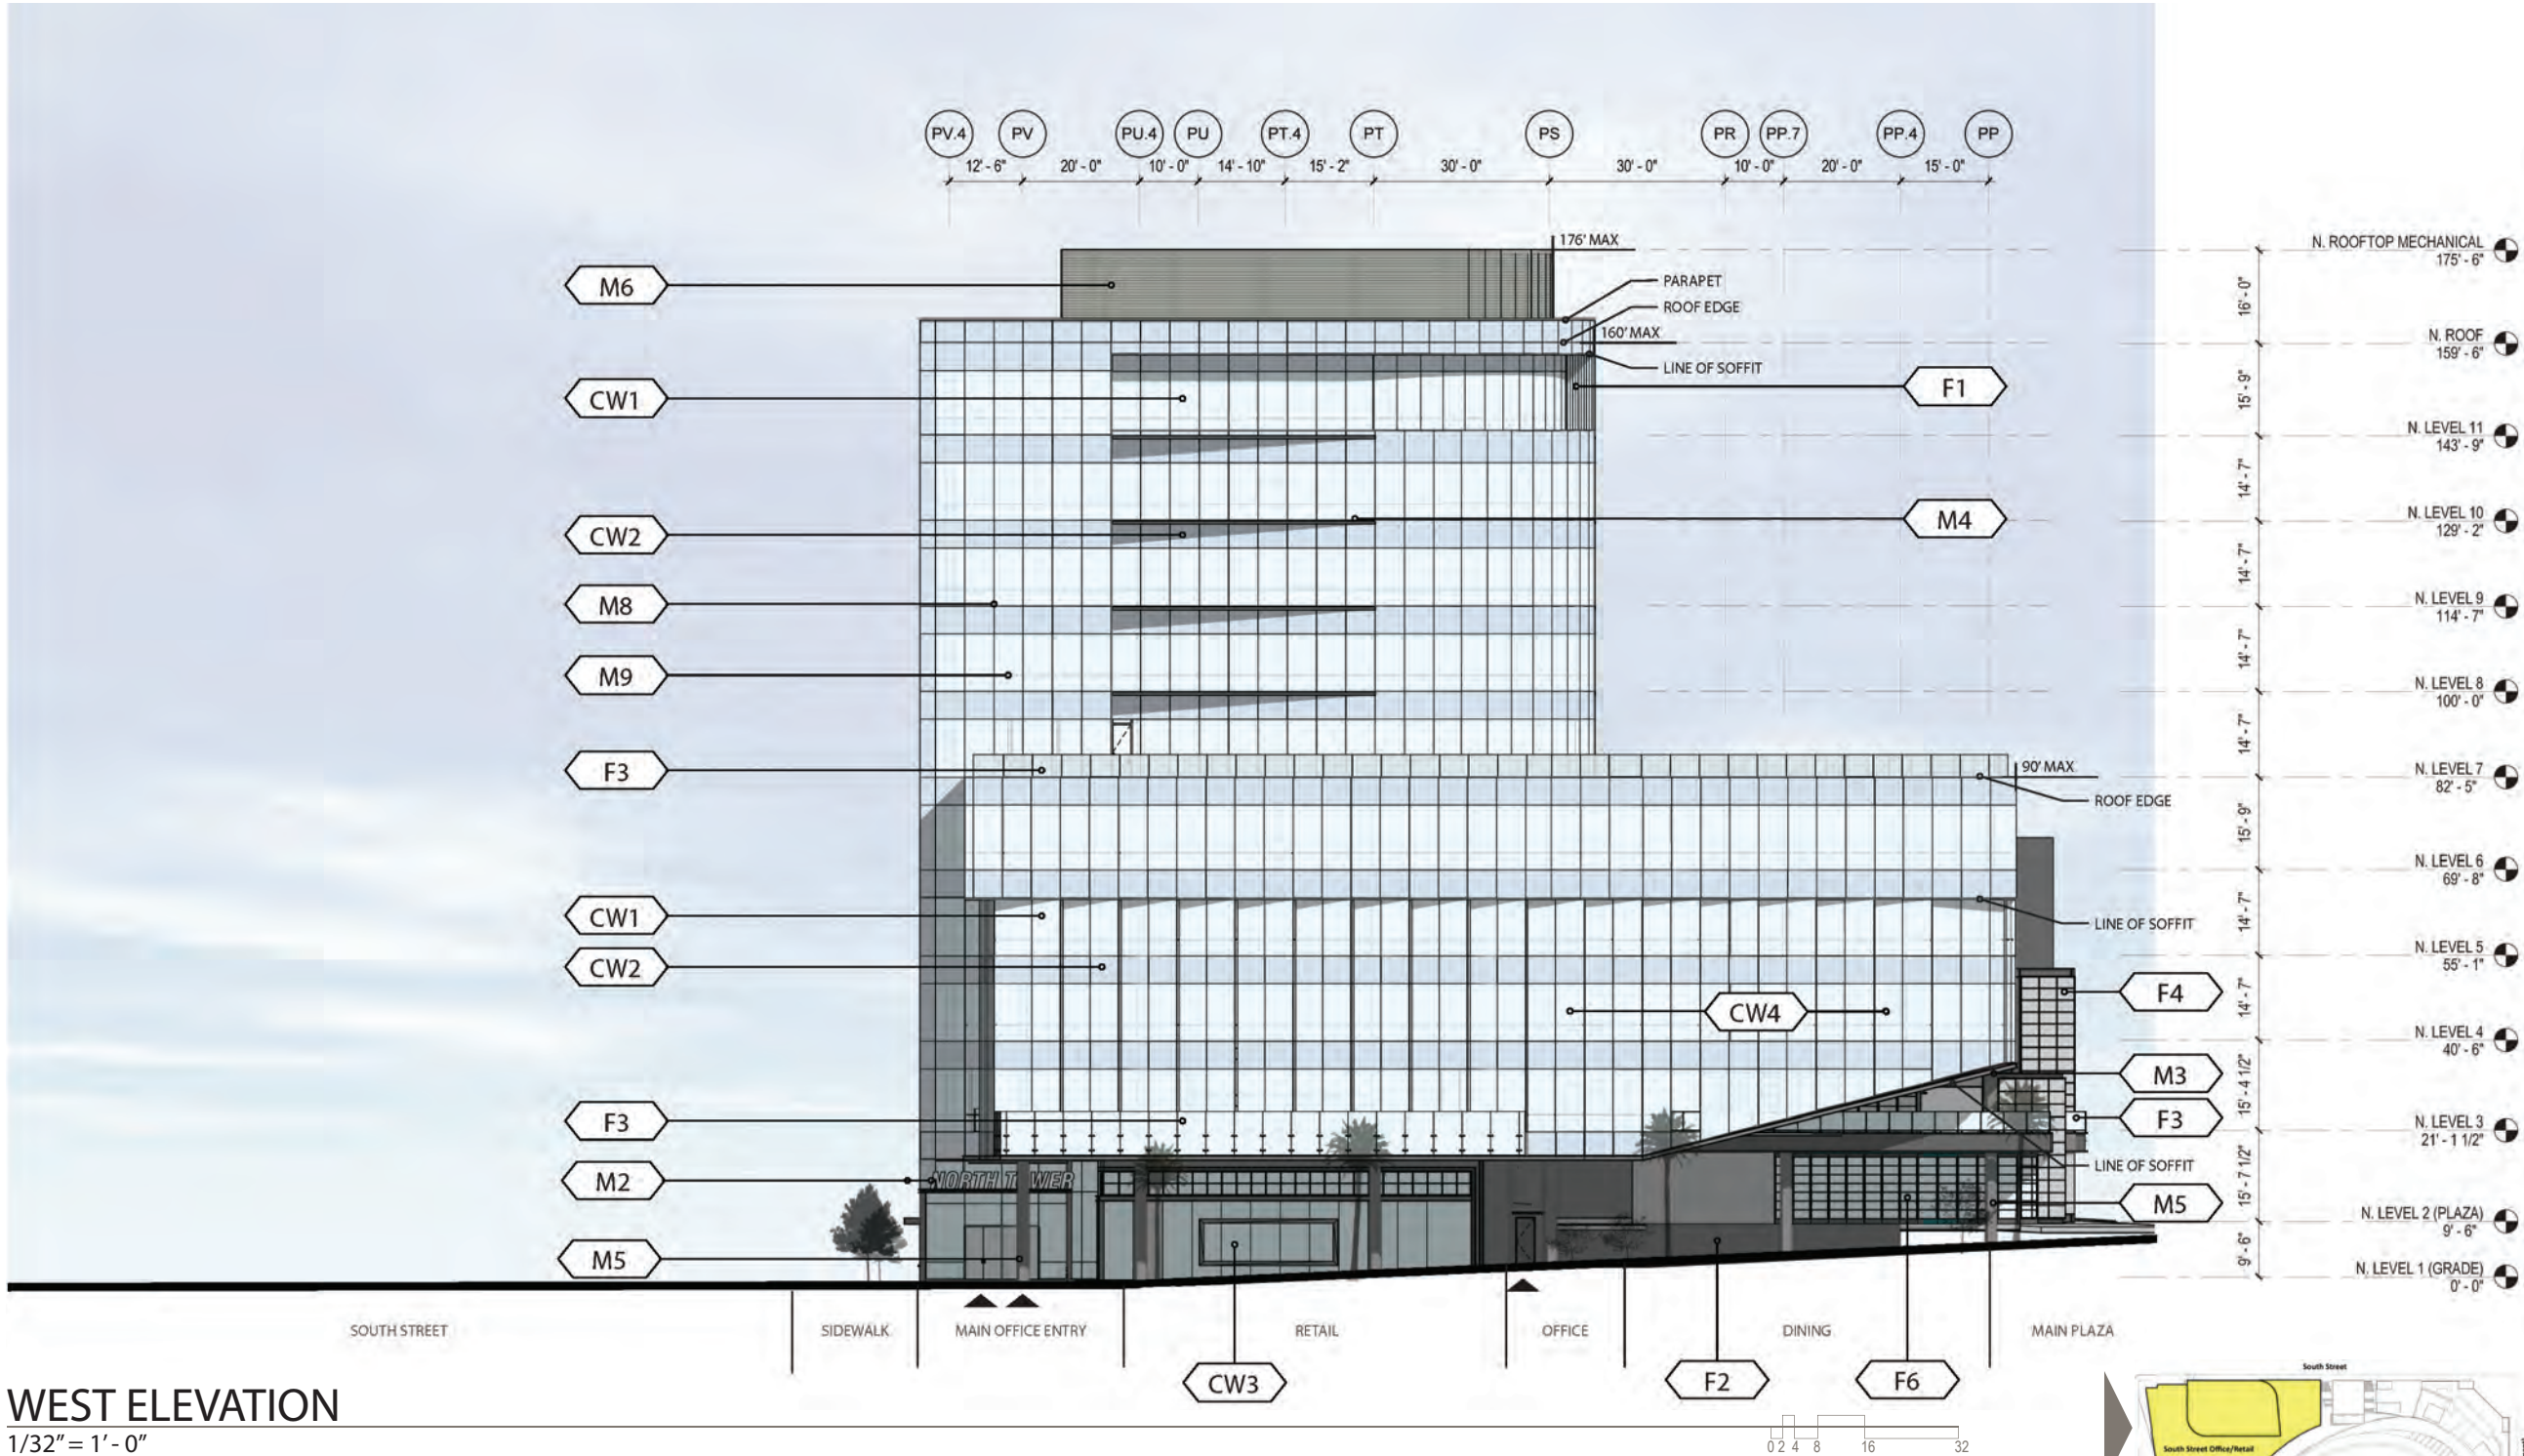 PV.4 PV PU.4 PU PT.4 PT PS PR PP.7 PP.4 PP
12' - 6" 20' - 0" 10' - 0" 14' - 10" 15' - 2" 30' - 0" 30' - 0" 10' - 0" 20' - 0" 15' - 0"
176' MAX
N. ROOFTOP MECHANICAL
175' - 6"
M6
PARAPET
16' - 0"
ROOF EDGE
160' MAX
N. ROOF
159' - 6"
LINE OF SOFFIT
CW1
F1
15' - 9"
N. LEVEL 11
143' - 9"
14' - 7"
CW2
M4
N. LEVEL 10
129' - 2"
14' - 7"
M8
N. LEVEL 9
114' - 7"
14' - 7"
M9
N. LEVEL 8
100' - 0"
14' - 7"
F3
90' MAX
N. LEVEL 7
82' - 5"
ROOF EDGE
15' - 9"
N. LEVEL 6
69' - 8"
CW1
LINE OF SOFFIT
14' - 7"
CW2
N. LEVEL 5
55' - 1"
F4
CW4
14' - 7"
N. LEVEL 4
40' - 6"
M3
15' - 4 1/2"
F3
F3
N. LEVEL 3
21' - 1 1/2"
LINE OF SOFFIT
M2
NORTH TOWER
M5
15' - 7 1/2"
N. LEVEL 2 (PLAZA)
9' - 6"
M5
9' - 6"
N. LEVEL 1 (GRADE)
0' - 0"
SOUTH STREET SIDEWALK MAIN OFFICE ENTRY RETAIL OFFICE DINING MAIN PLAZA
CW3 F2 F6
WEST ELEVATION
1/32" = 1' - 0"
0 2 4 8 16 32
South Street
South Street Office/Retail